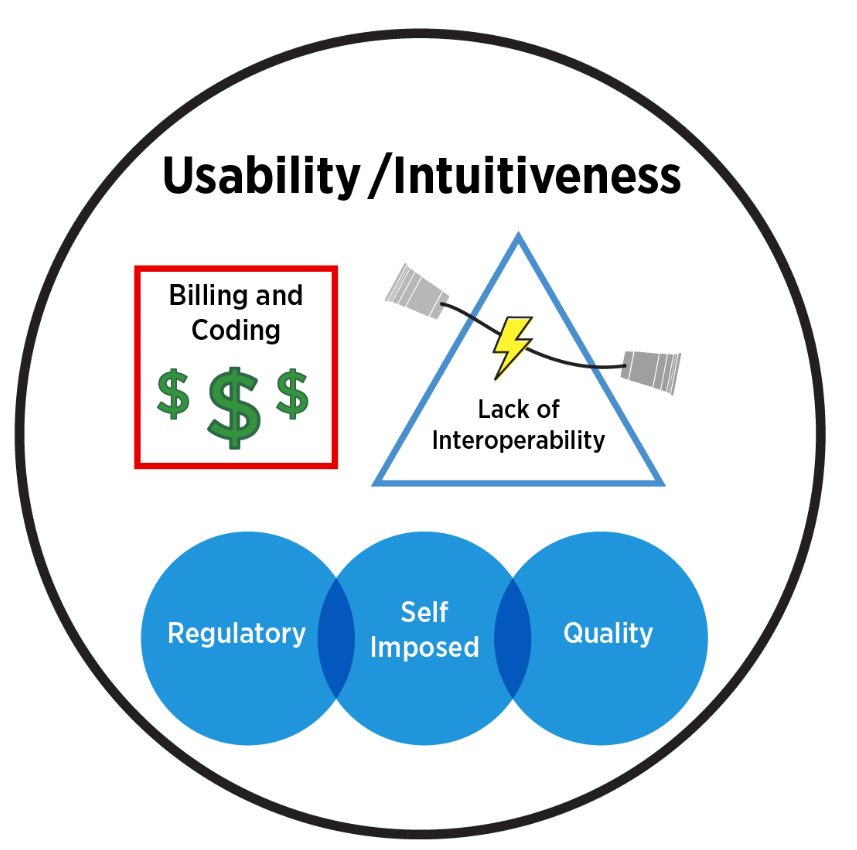 Usability/Intuitiveness
Billing and
Coding
$ $ $
Lack of
Interoperability
Regulatory
Self
Imposed
Quality